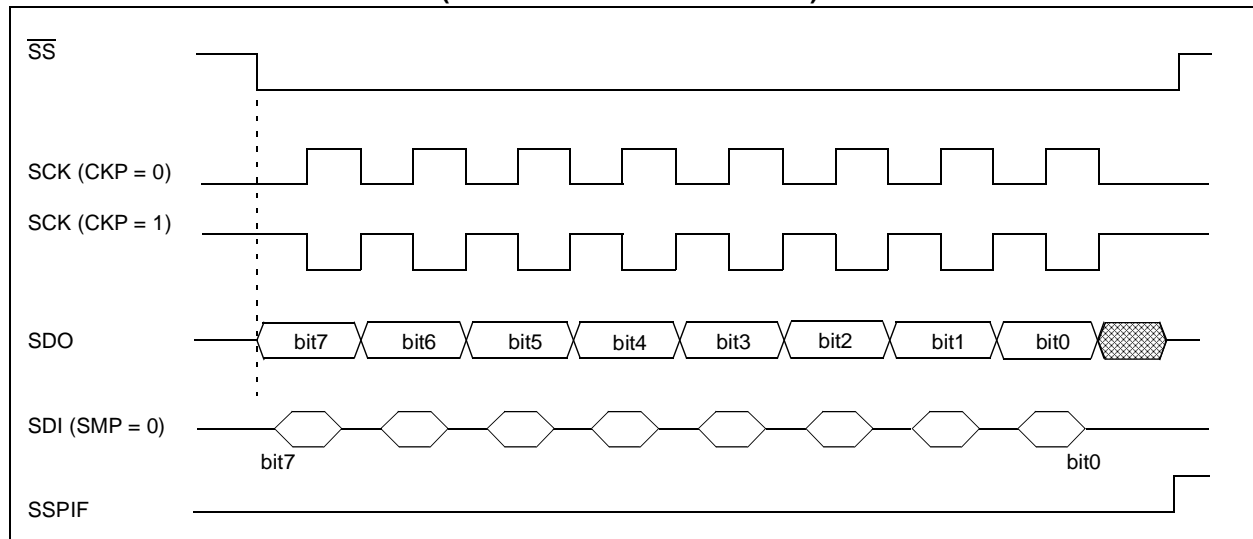 SS
SCK (CKP = 0)
SCK (CKP = 1)
SDO
bit7 bit6 bit5 bit4 bit3 bit2 bit1 bit0
SDI (SMP = 0)
bit7 bit0
SSPIF